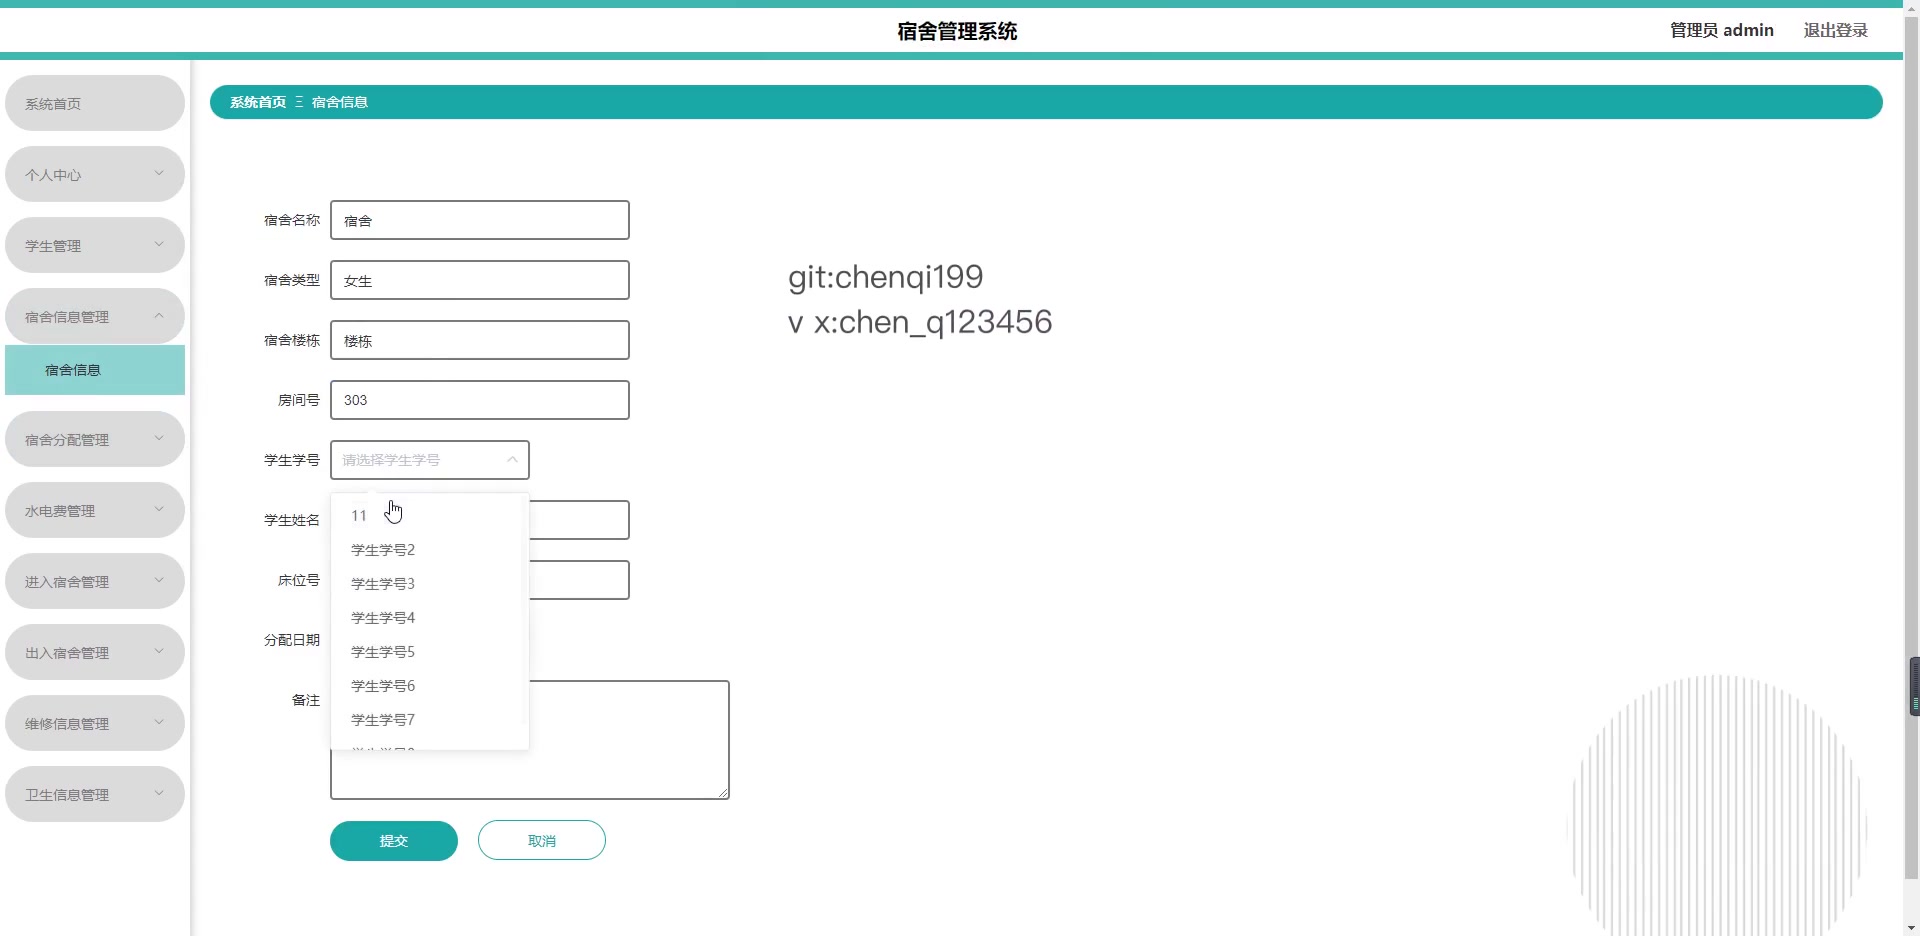 宿舍管理系统
管理员 admin
退出登录
系统首页
个人中心
学生管理
宿舍信息管理
宿舍信息
宿舍分配管理
水电费管理
进入宿舍管理
出入宿舍管理
维修信息管理
卫生信息管理
系统首页 Ξ 宿舍信息
宿舍名称 宿舍
宿舍类型 女生
宿舍楼栋 楼栋
房间号 303
学生学号 请选择学生学号
11
学生学号2
学生学号3
学生学号4
学生学号5
学生学号6
学生学号7
学生姓名
床位号
分配日期
备注
提交
取消
git:chenqi199
v x:chen_q123456